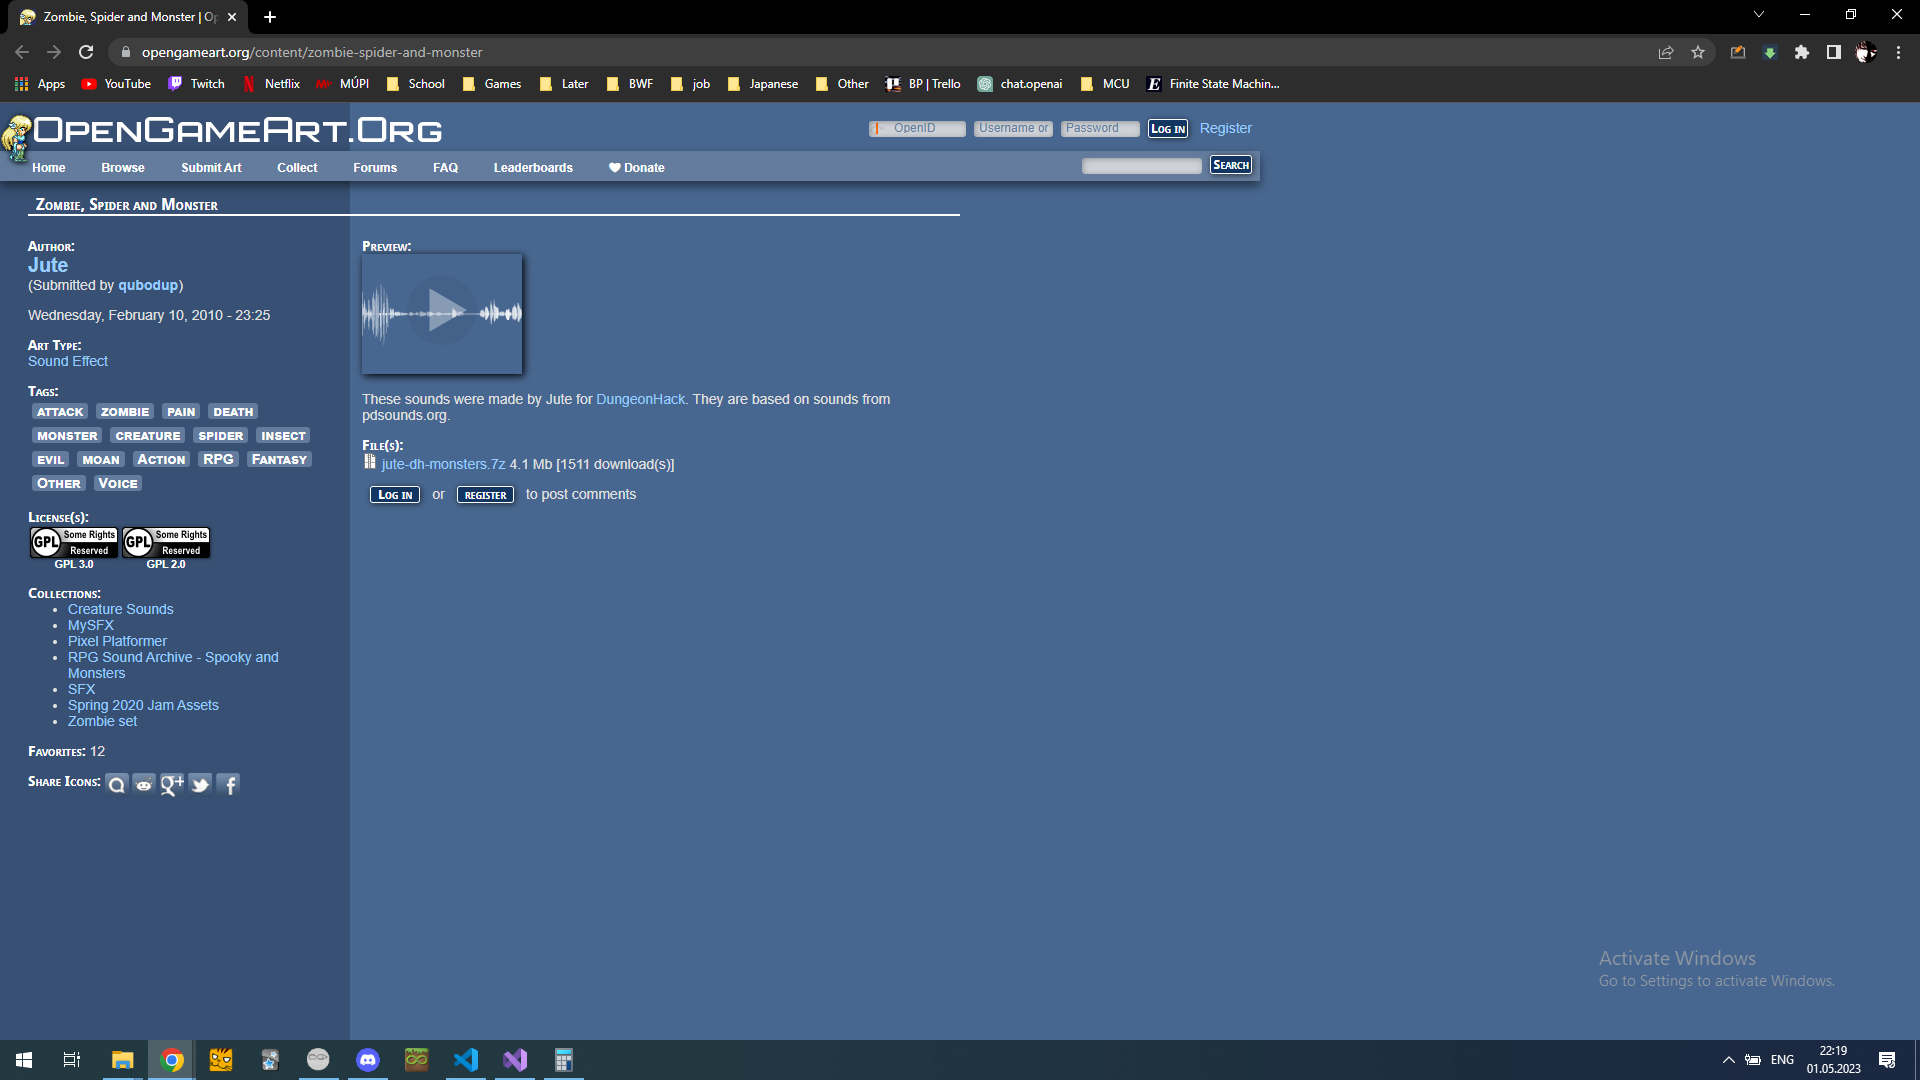 Zombie, Spider and Monster | Op
opengameart.org/content/zombie-spider-and-monster
Apps YouTube Twitch Netflix MÚPI School Games Later BWF job Japanese Other BP | Trello chat.openai MCU Finite State Machin...
OpenGameArt.Org
OpenID Username or Password Log in Register
Home Browse Submit Art Collect Forums FAQ Leaderboards Donate Search
Zombie, Spider and Monster
Author:
Jute
(Submitted by qubodup)
Wednesday, February 10, 2010 - 23:25
Art Type:
Sound Effect
Tags:
attack zombie pain death
monster creature spider insect
evil moan Action RPG Fantasy
Other Voice
License(s):
GPL Some Rights Reserved GPL Some Rights Reserved
GPL 3.0 GPL 2.0
Collections:
Creature Sounds
MySFX
Pixel Platformer
RPG Sound Archive - Spooky and
Monsters
SFX
Spring 2020 Jam Assets
Zombie set
Favorites: 12
Share Icons:
Preview:
These sounds were made by Jute for DungeonHack. They are based on sounds from
pdsounds.org.
File(s):
jute-dh-monsters.7z 4.1 Mb [1511 download(s)]
Log in or register to post comments
Activate Windows
Go to Settings to activate Windows.
ENG
22:19
01.05.2023